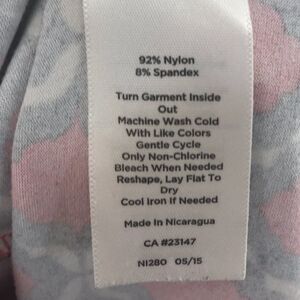 92% Nylon
8% Spandex
Turn Garment Inside
Out
Machine Wash Cold
With Like Colors
Gentle Cycle
Only Non-Chlorine
Bleach When Needed
Reshape, Lay Flat To
Dry
Cool Iron If Needed
Made In Nicaragua
CA #23147
NI280 05/15